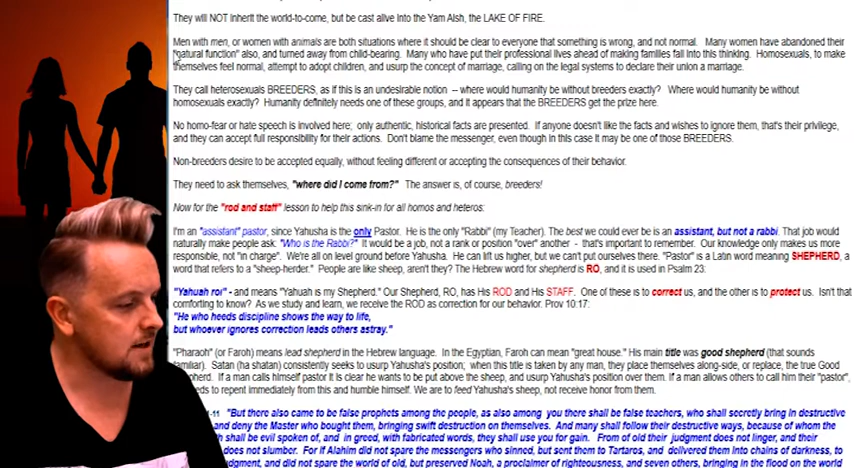 They will NOT inherit the world-to-come, but be cast alive into the Yam Aish, the LAKE OF FIRE.
Men with men, or women with animals are both situations where it should be clear to everyone that something is wrong, and not normal. Many women have abandoned their
"natural function" also, and turned away from child-bearing. Many who have put their professional lives ahead of making families fall into this thinking. Homosexuals, to make
themselves feel normal, attempt to adopt children, and usurp the concept of marriage, calling on the legal systems to declare their union a marriage.
They call heterosexuals BREEDERS, as if this is an undesirable notion -- where would humanity be without breeders exactly? Where would humanity be without
homosexuals exactly? Humanity definitely needs one of these groups, and it appears that the BREEDERS get the prize here.
No homo-fear or hate speech is involved here; only authentic, historical facts are presented. If anyone doesn't like the facts and wishes to ignore them, that's their privilege,
and they can accept full responsibility for their actions. Don't blame the messenger, even though in this case it may be one of those BREEDERS.
Non-breeders desire to be accepted equally, without feeling different or accepting the consequences of their behavior.
They need to ask themselves, "where did I come from?" The answer is, of course, breeders!
Now for the "rod and staff" lesson to help this sink-in for all homos and heteros:
I'm an "assistant" pastor, since Yahusha is the only Pastor. He is the only "Rabbi" (my Teacher). The best we could ever be is an assistant, but not a rabbi. That job would
naturally make people ask: "Who is the Rabbi?" It would be a job, not a rank or position "over" another - that's important to remember. Our knowledge only makes us more
responsible, not "in charge". We're all on level ground before Yahusha. He can lift us higher, but we can't put ourselves there. "Pastor" is a Latin word meaning SHEPHERD, a
word that refers to a "sheep-herder." People are like sheep, aren't they? The Hebrew word for shepherd is RO, and it is used in Psalm 23:
"Yahuah roi" - and means "Yahuah is my Shepherd." Our Shepherd, RO, has His ROD and His STAFF. One of these is to correct us, and the other is to protect us. Isn't that
comforting to know? As we study and learn, we receive the ROD as correction for our behavior. Prov 10:17:
"He who heeds discipline shows the way to life,
but whoever ignores correction leads others astray."
"Pharaoh" (or Faroh) means lead shepherd in the Hebrew language. In the Egyptian, Faroh can mean "great house." His main title was good shepherd (that sounds
familiar). Satan (ha shatan) consistently seeks to usurp Yahusha's position; when this title is taken by any man, they place themselves along-side, or replace, the true Good
If a man calls himself pastor it is clear he wants to be put above the sheep, and usurp Yahusha's position over them. If a man allows others to call him their "pastor",
to repent immediately from this and humble himself. We are to feed Yahusha's sheep, not receive honor from them.
"But there also came to be false prophets among the people, as also among you there shall be false teachers, who shall secretly bring in destructive
and deny the Master who bought them, bringing swift destruction on themselves. And many shall follow their destructive ways, because of whom the
shall be evil spoken of, and in greed, with fabricated words, they shall use you for gain. From of old their judgment does not linger, and their
does not slumber. For if Alahim did not spare the messengers who sinned, but sent them to Tartaros, and delivered them into chains of darkness, to
and did not spare the world of old, but preserved Noah, a proclaimer of righteousness, and seven others, bringing in the flood on the world